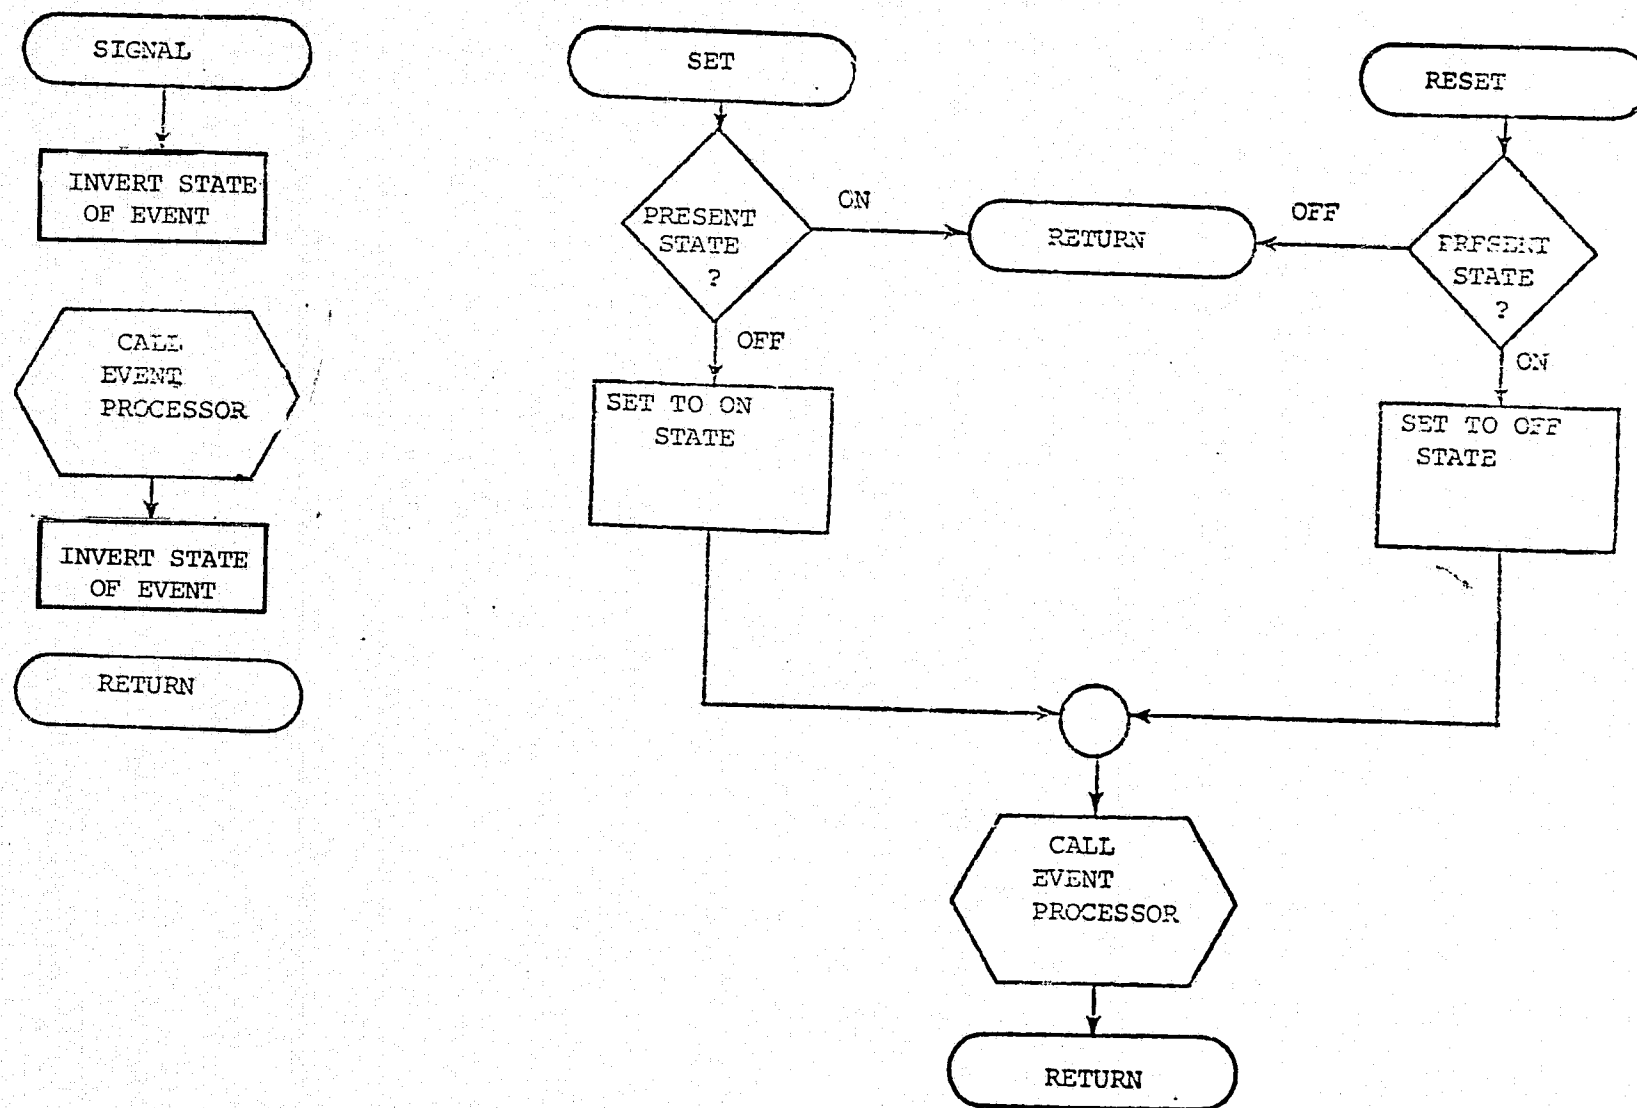 SIGNAL
INVERT STATE
OF EVENT
CALL
EVENT
PROCESSOR
INVERT STATE
OF EVENT
RETURN
SET
PRESENT
STATE
?
ON
OFF
SET TO ON
STATE
RETURN
RESET
PRESENT
STATE
?
OFF
ON
SET TO OFF
STATE
CALL
EVENT
PROCESSOR
RETURN